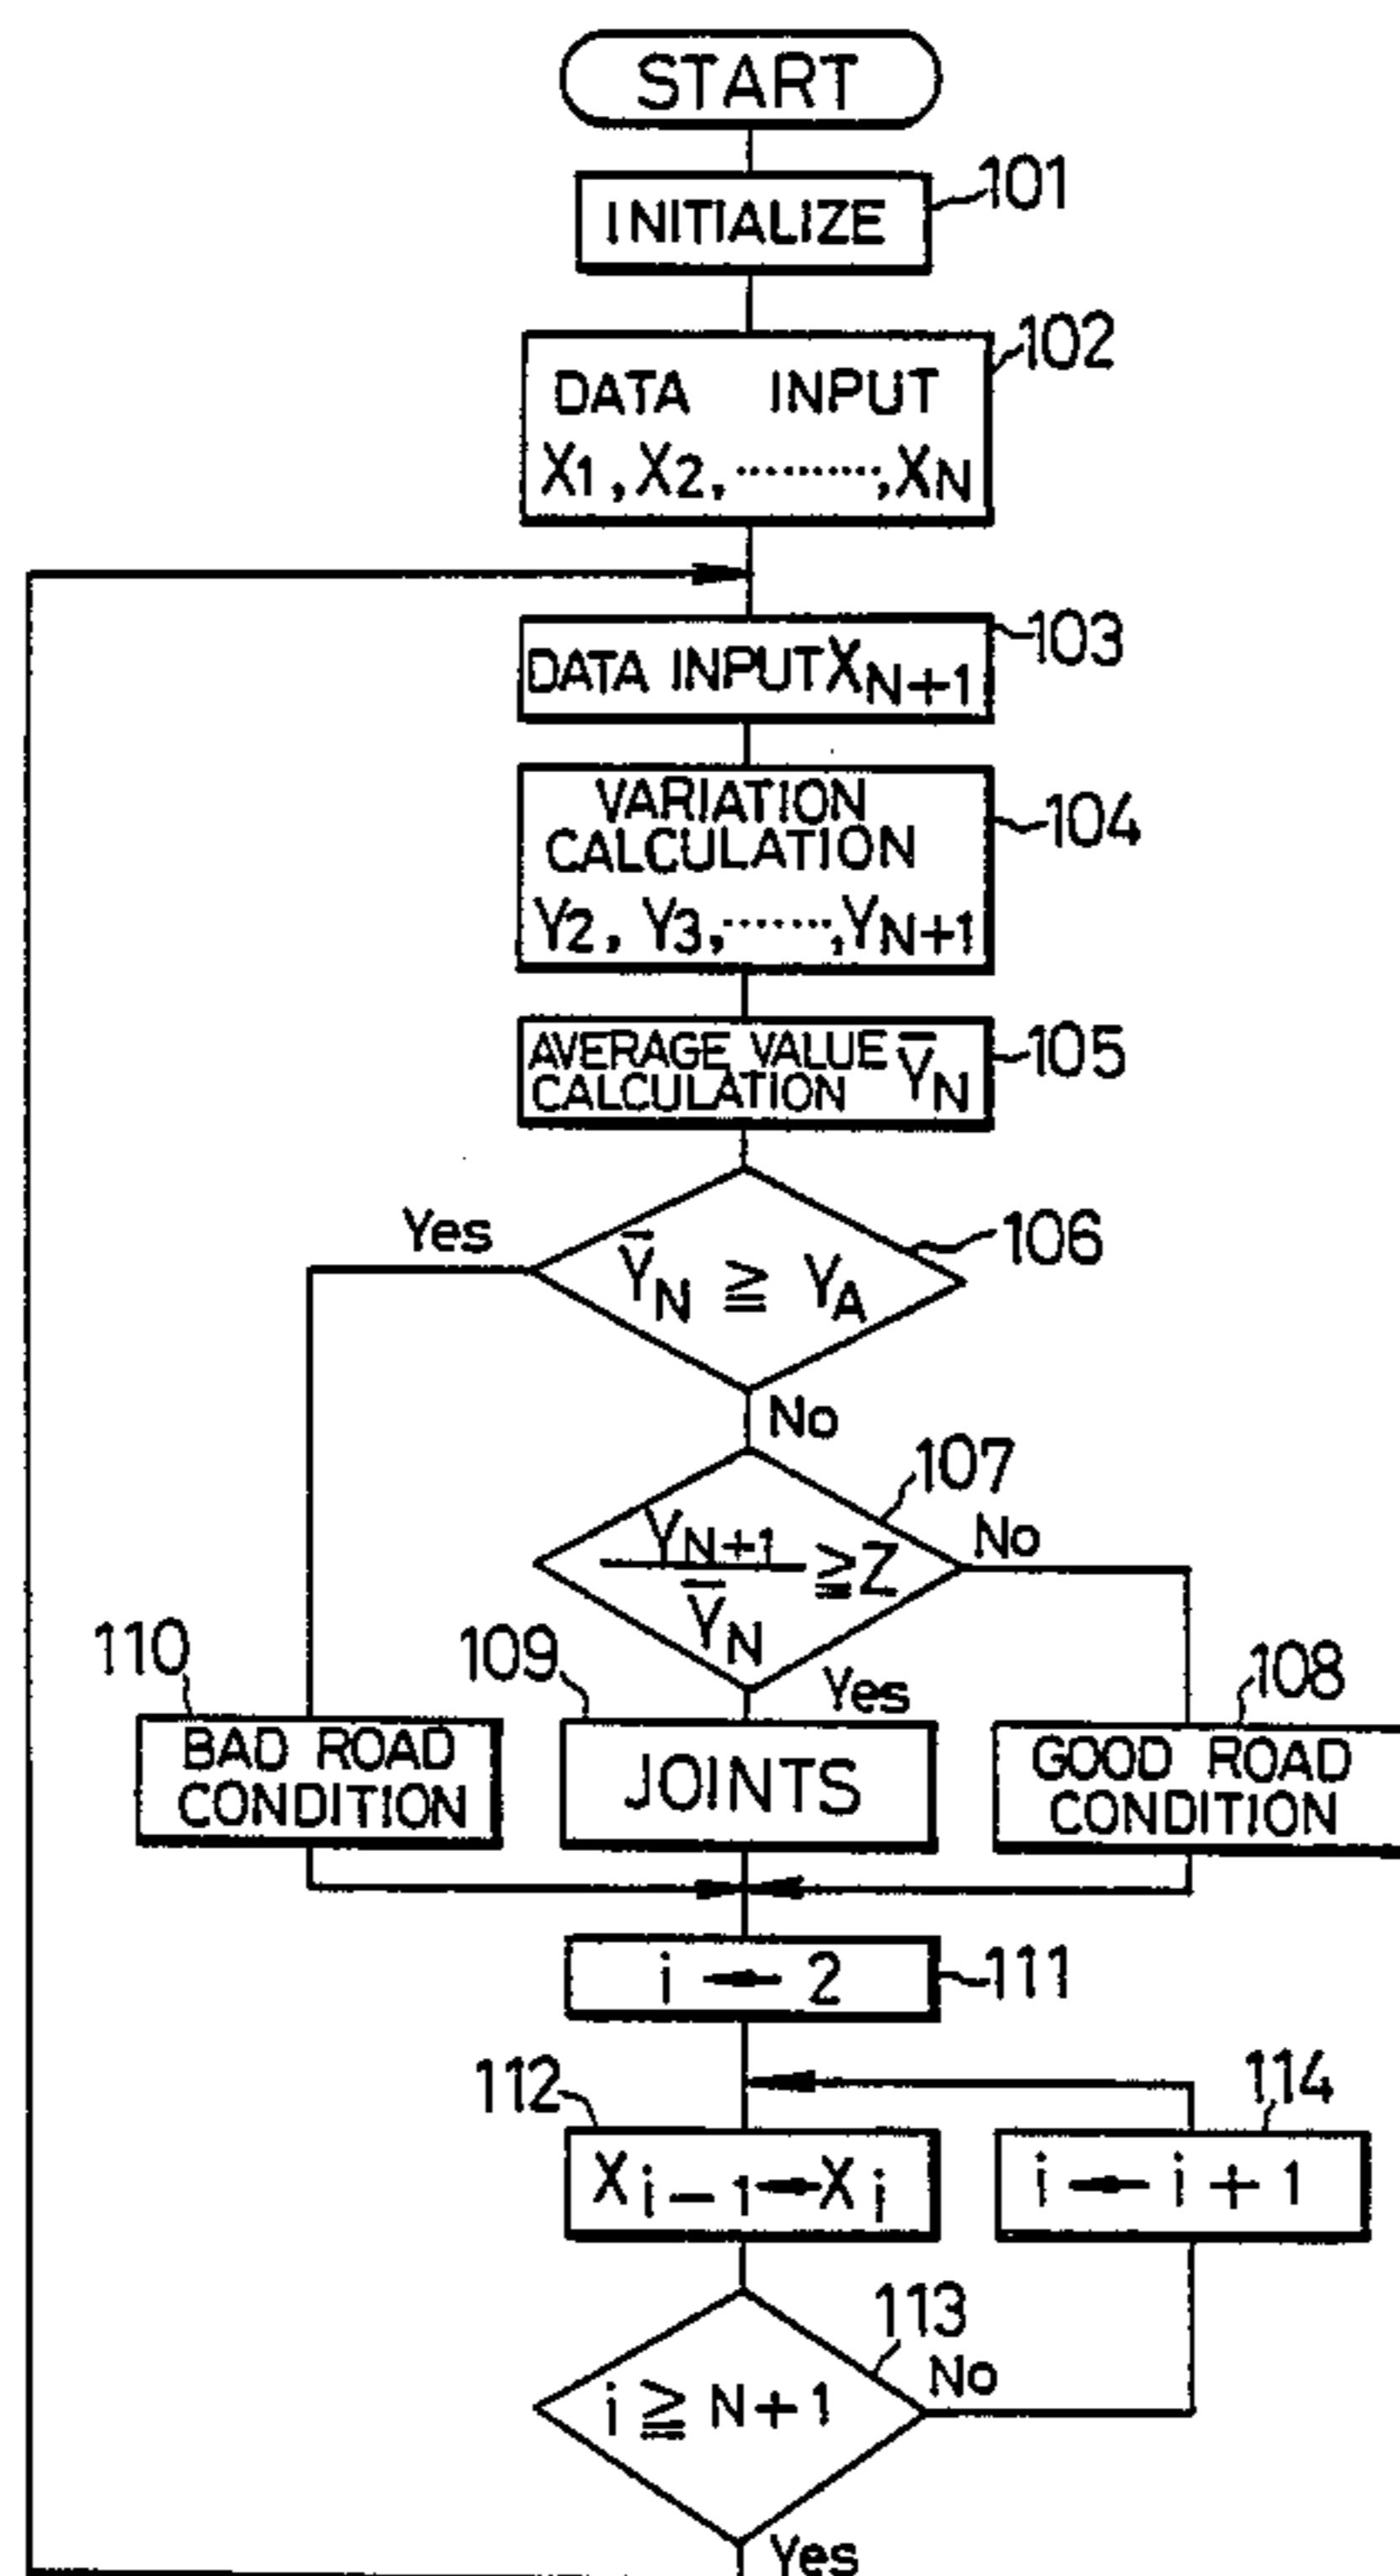 START
INITIALIZE
101
DATA INPUT
X1, X2, ..........., XN
102
DATA INPUT XN+1
103
VARIATION
CALCULATION
Y2, Y3, ........, YN+1
104
AVERAGE VALUE
CALCULATION ȲN
105
Yes
ȲN ≧ YA
106
No
107
YN+1
ȲN
≧Z
No
Yes
110
BAD ROAD
CONDITION
109
JOINTS
108
GOOD ROAD
CONDITION
i ← 2
111
112
Xi-1←Xi
114
i ← i + 1
113
i ≧ N+1
No
Yes